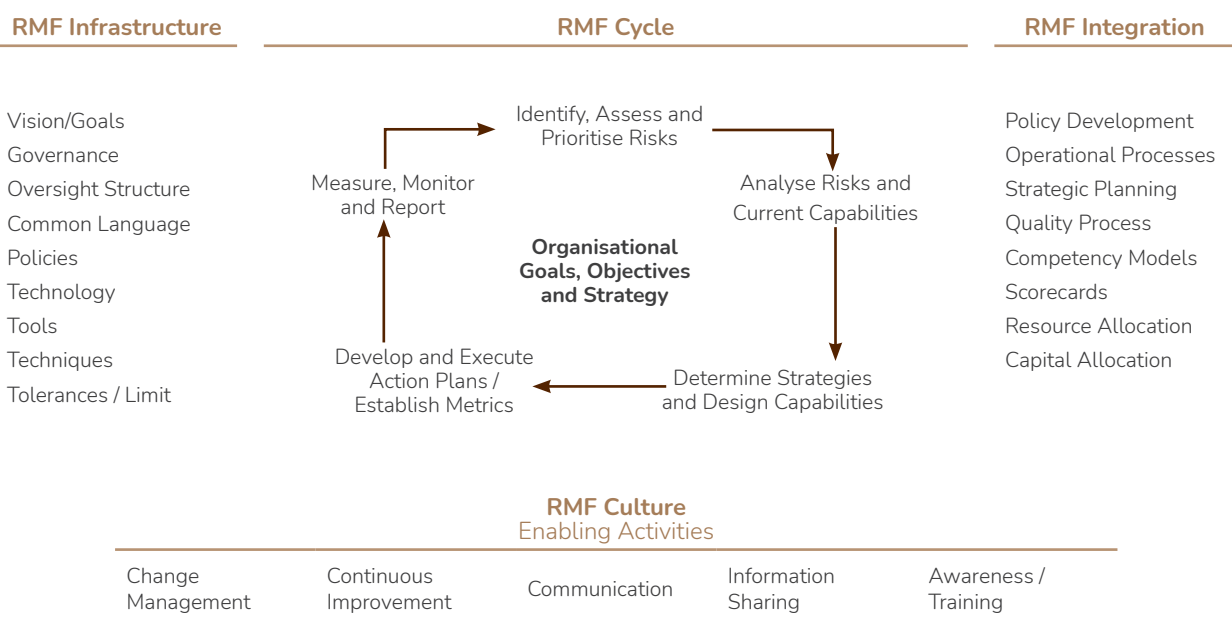 RMF Infrastructure
RMF Cycle
RMF Integration
Vision/Goals
Governance
Oversight Structure
Common Language
Policies
Technology
Tools
Techniques
Tolerances / Limit
Identify, Assess and
Prioritise Risks
Analyse Risks and
Current Capabilities
Determine Strategies
and Design Capabilities
Develop and Execute
Action Plans /
Establish Metrics
Measure, Monitor
and Report
Organisational
Goals, Objectives
and Strategy
Policy Development
Operational Processes
Strategic Planning
Quality Process
Competency Models
Scorecards
Resource Allocation
Capital Allocation
RMF Culture
Enabling Activities
Change
Management
Continuous
Improvement
Communication
Information
Sharing
Awareness /
Training